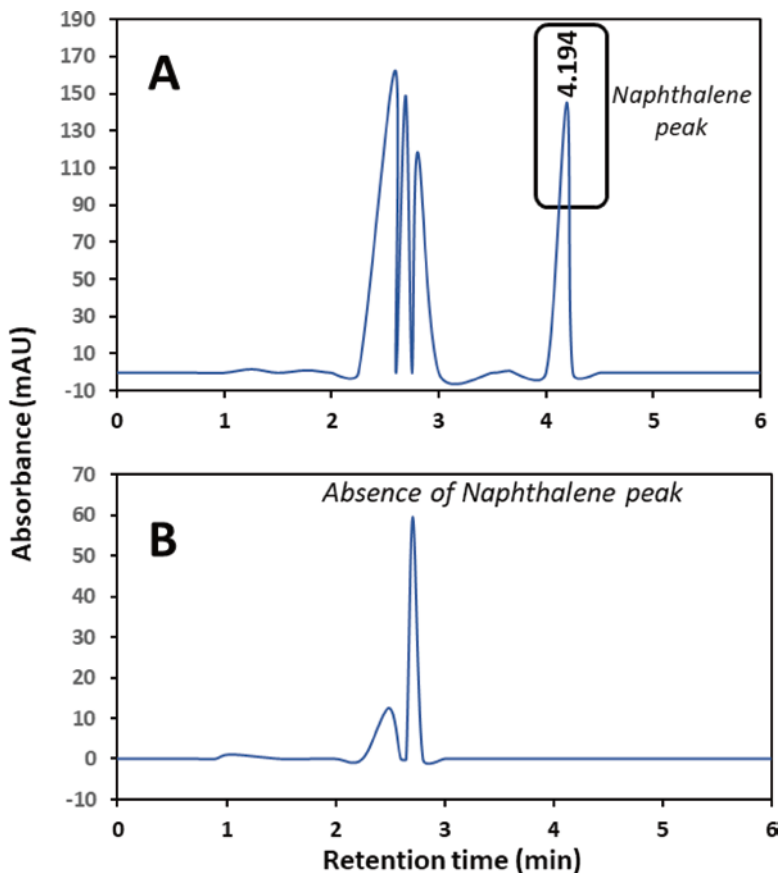 190
170
150
130
110
90
70
50
30
10
-10
A
4.194
Naphthalene
peak
0 1 2 3 4 5 6
Absorbance (mAU)
70
60
50
40
30
20
10
0
-10
Absence of Naphthalene peak
B
0 1 2 3 4 5 6
Retention time (min)